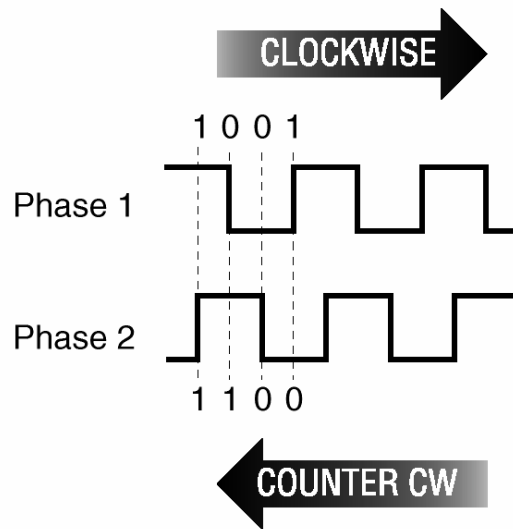 CLOCKWISE
1 0 0 1
Phase 1
Phase 2
1 1 0 0
COUNTER CW